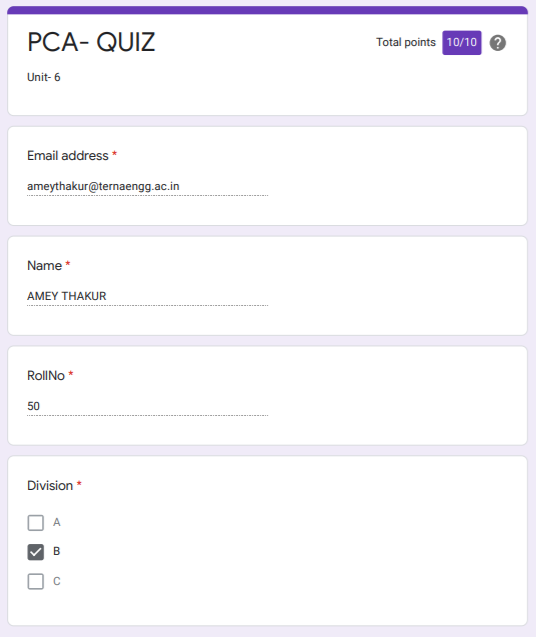 PCA- QUIZ
Total points 10/10
Unit- 6
Email address *
ameythakur@ternaengg.ac.in
Name *
AMEY THAKUR
RollNo *
50
Division *
A
B
C